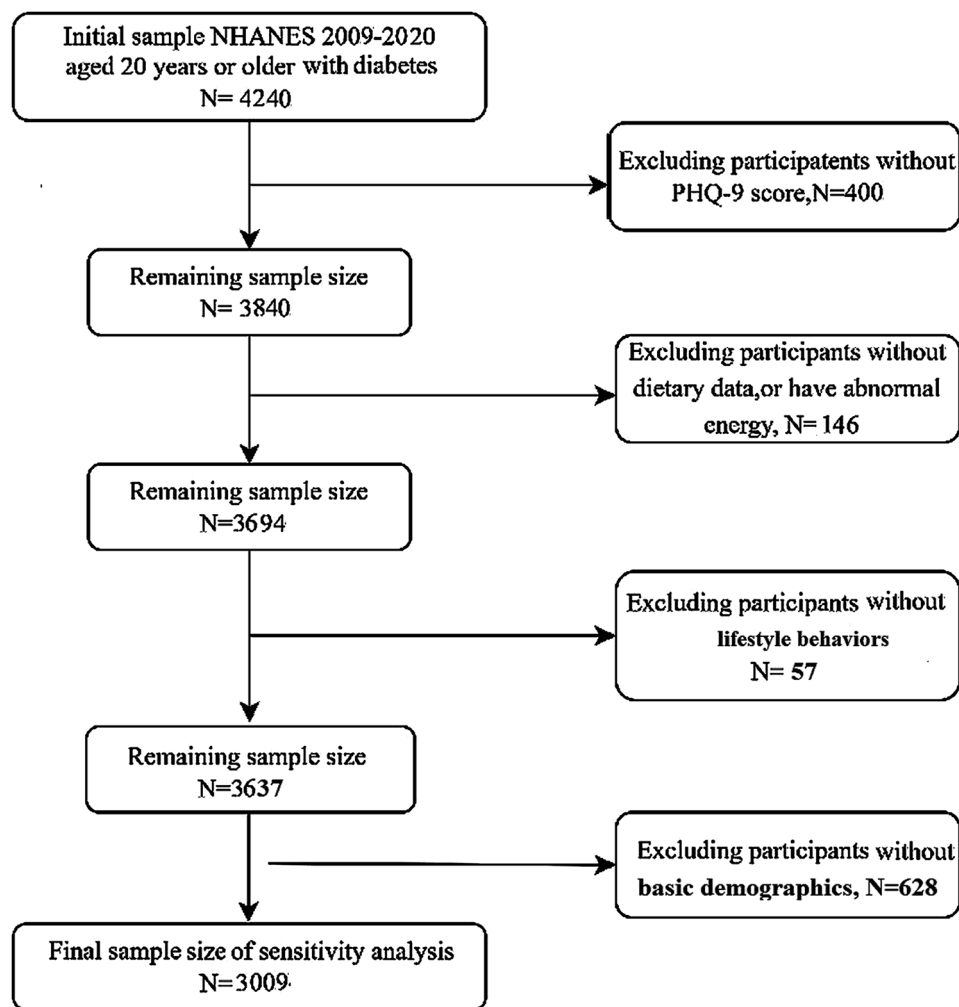 Initial sample NHANES 2009-2020
aged 20 years or older with diabetes
N= 4240
Excluding participatents without
PHQ-9 score,N=400
Remaining sample size
N= 3840
Excluding participants without
dietary data,or have abnormal
energy, N= 146
Remaining sample size
N=3694
Excluding participants without
lifestyle behaviors
N= 57
Remaining sample size
N=3637
Excluding participants without
basic demographics, N=628
Final sample size of sensitivity analysis
N=3009